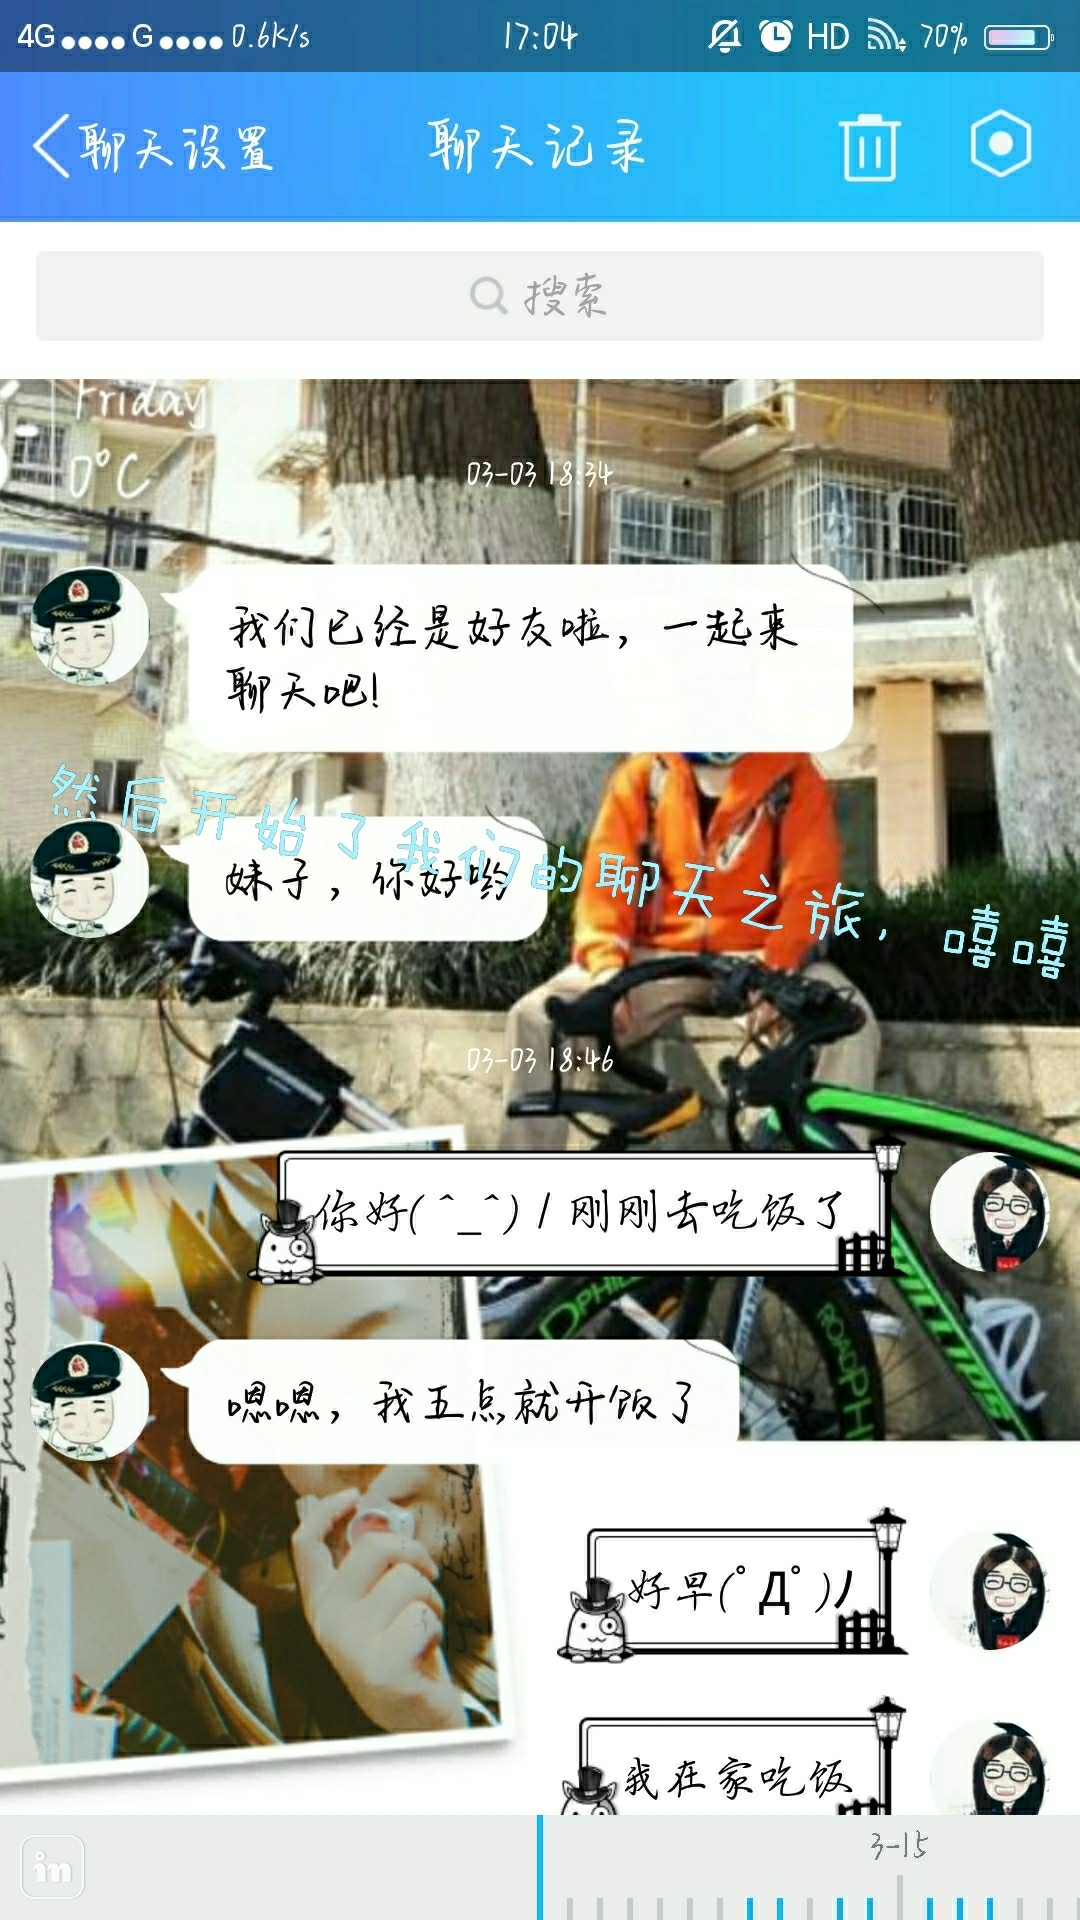 4G G 0.6K/s 17:04 HD 70%
聊天设置 聊天记录
搜索
Friday
0°C
03-03 18:34
我们已经是好友啦，一起来
聊天吧！
然后开始了我们的聊天之旅，嘻嘻
妹子，你好哟
03-03 18:46
你好(^_^)/刚刚去吃饭了
嗯嗯，我五点就开饭了
好早(ﾟДﾟ)ﾉ
我在家吃饭
3-15
in